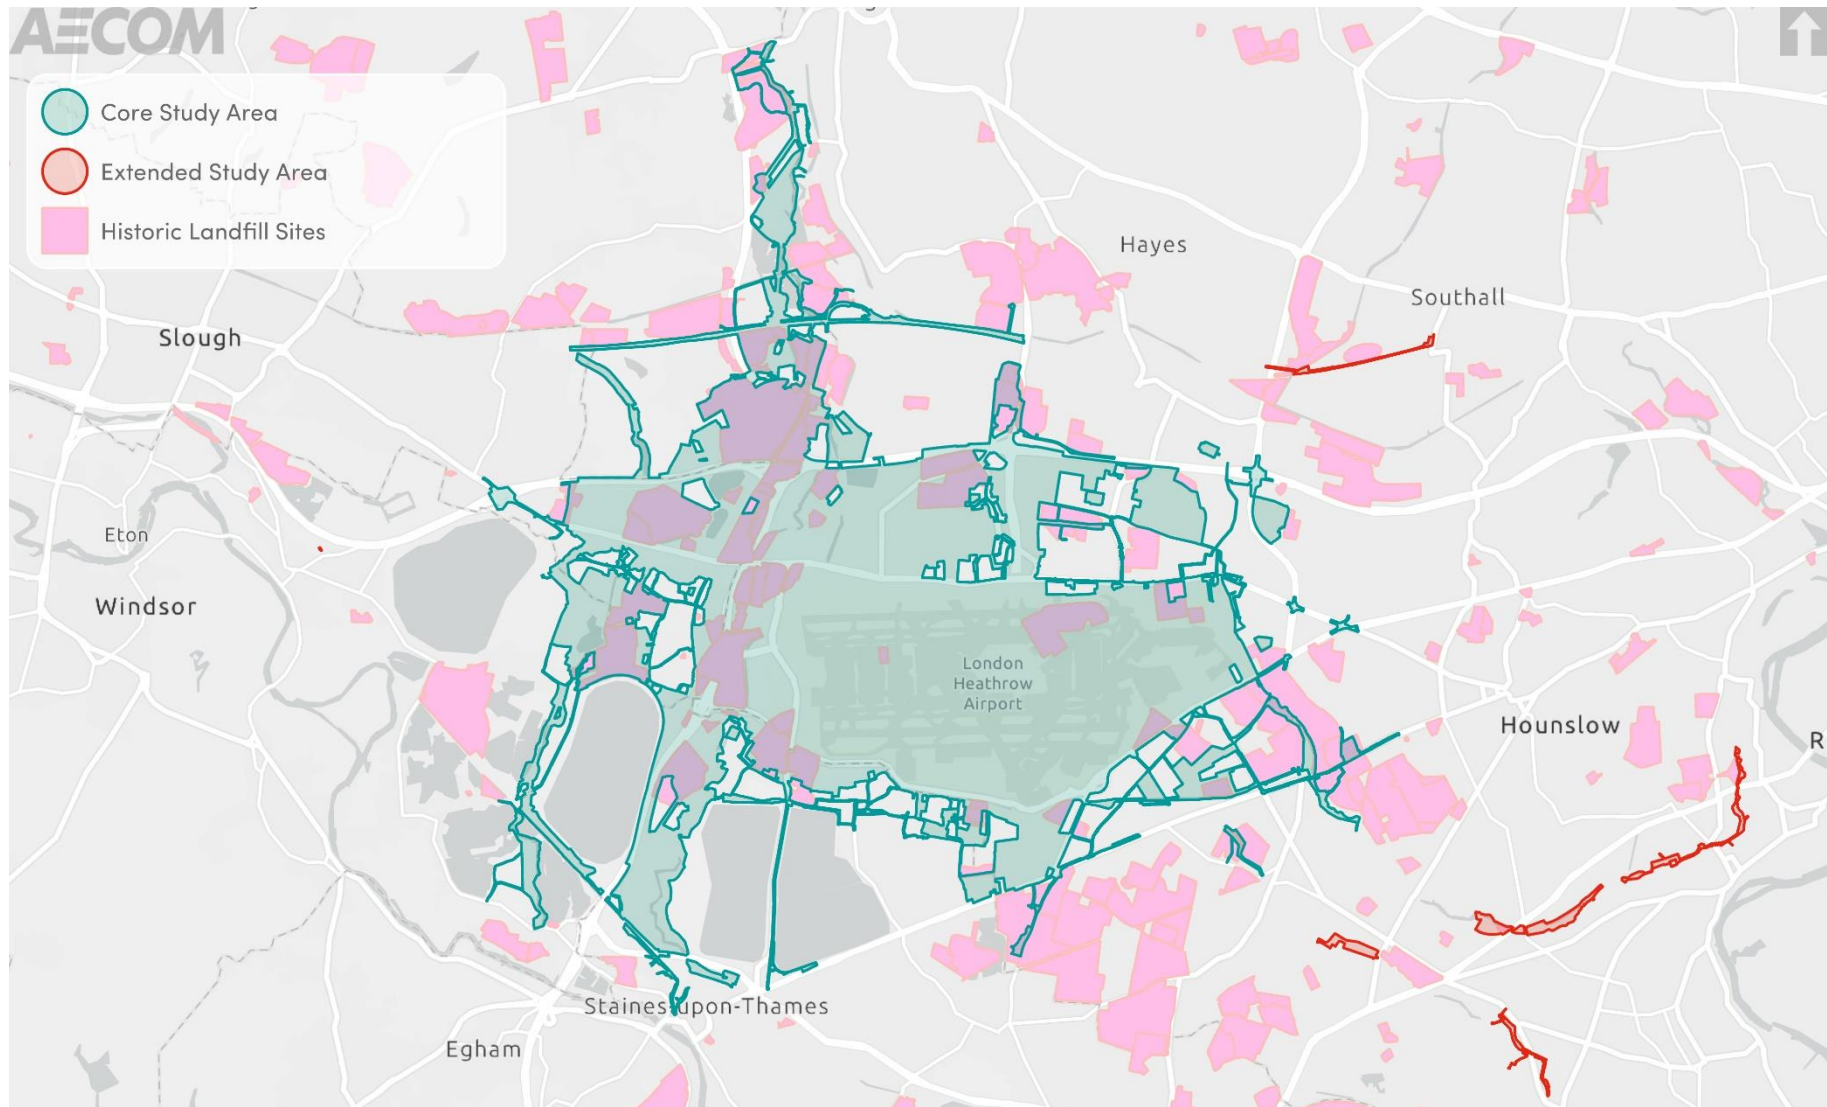 AECOM
Core Study Area
Extended Study Area
Historic Landfill Sites
Hayes
Southall
Slough
Eton
Windsor
London
Heathrow
Airport
Hounslow
R
Staines-upon-Thames
Egham